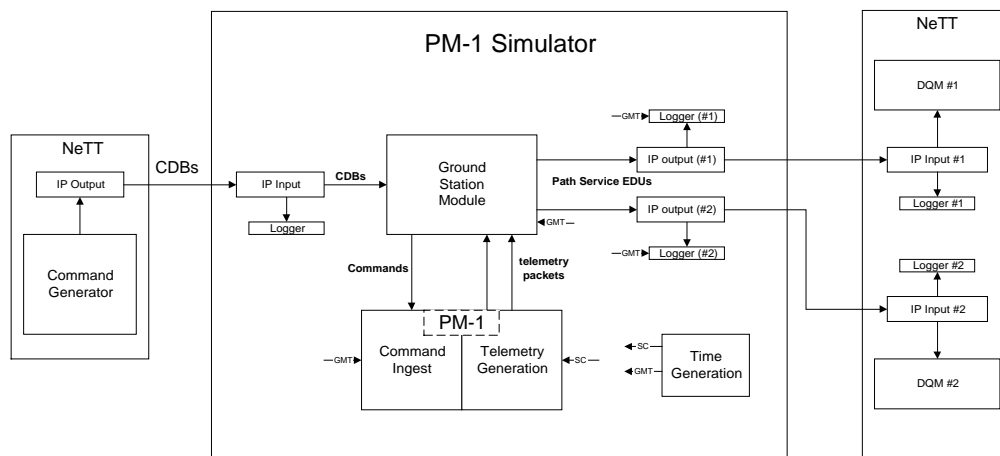 PM-1 Simulator
NeTT
IP Output
Command
Generator
CDBs
IP Input
Logger
CDBs
Ground
Station
Module
GMT
Commands
telemetry
packets
PM-1
Command
Ingest
Telemetry
Generation
GMT
SC
SC
GMT
Time
Generation
GMT
Logger (#1)
IP output (#1)
Path Service EDUs
IP output (#2)
GMT
Logger (#2)
NeTT
DQM #1
IP Input #1
Logger #1
Logger #2
IP Input #2
DQM #2